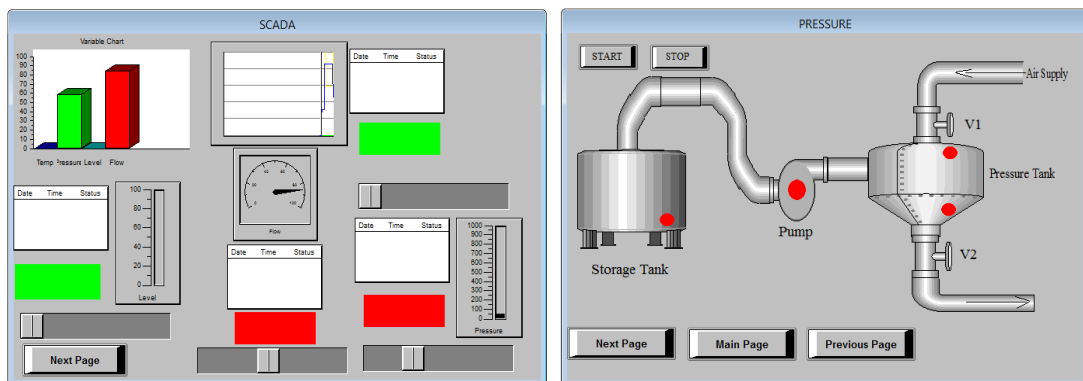 SCADA
Variable Chart
100
90
80
70
60
50
40
30
20
10
0
Temp Pressure Level Flow
Date Time Status
Date Time Status
100
80
60
40
20
0
Level
Flow
Date Time Status
Date Time Status
1000
900
800
700
600
500
400
300
200
100
0
Pressure
Next Page
PRESSURE
START STOP
Air Supply
V1
Pressure Tank
Pump
V2
Storage Tank
Next Page Main Page Previous Page